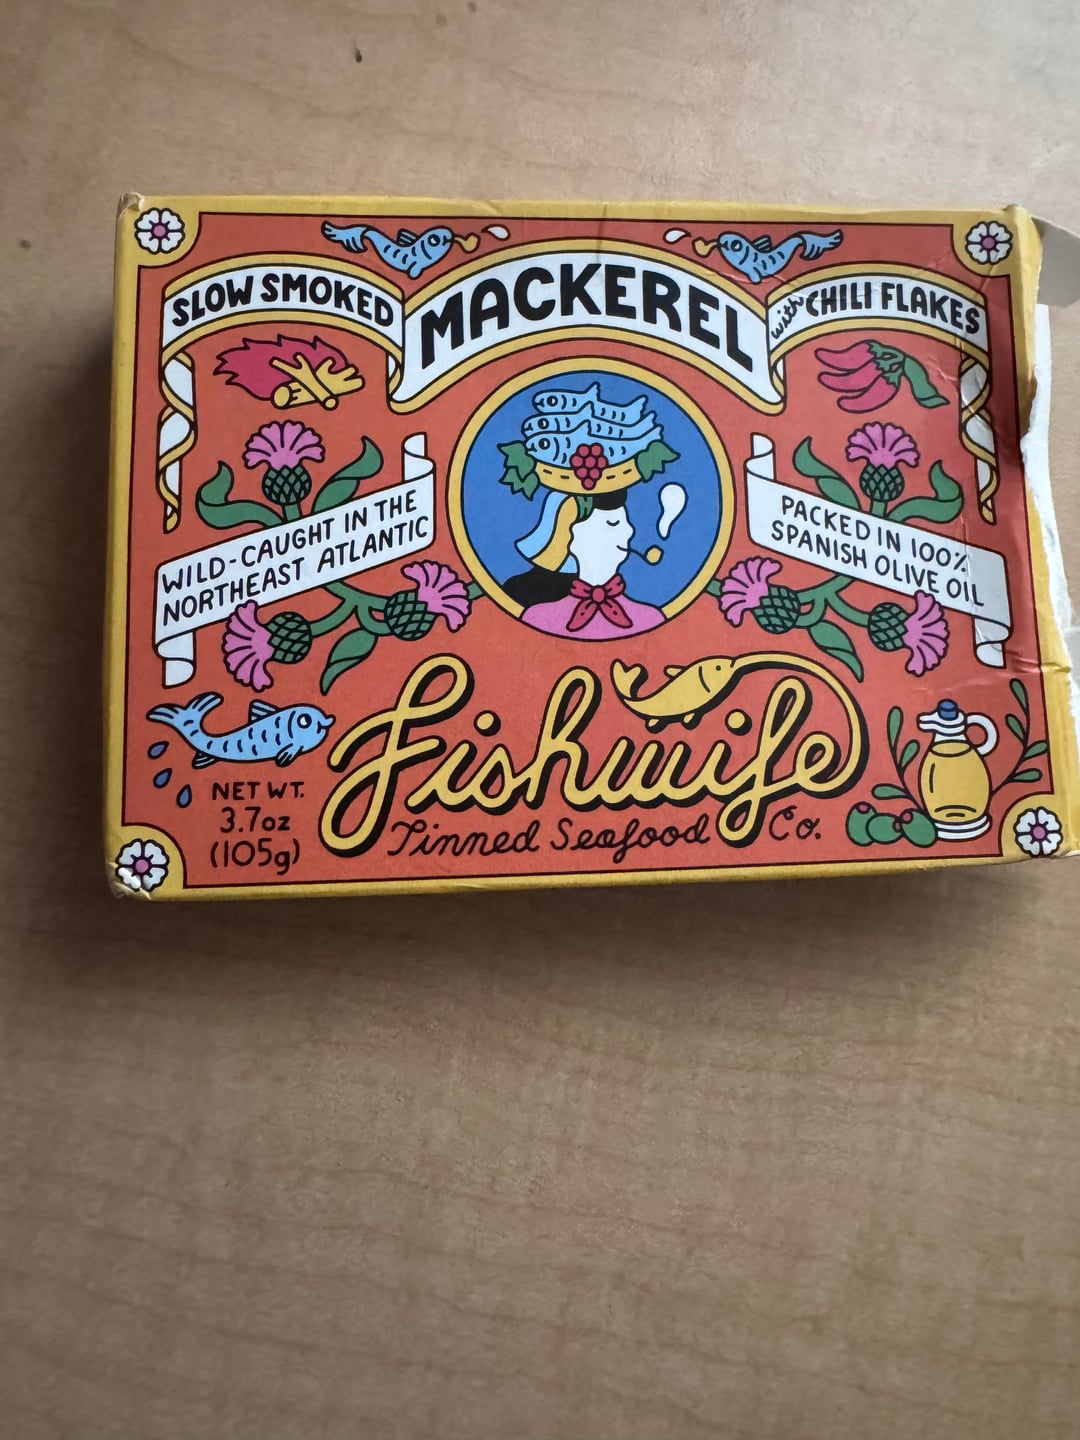 SLOW SMOKED
MACKEREL
with CHILI FLAKES
WILD-CAUGHT IN THE
NORTHEAST ATLANTIC
PACKED IN 100%
SPANISH OLIVE OIL
Fishwife
Tinned Seafood Co.
NET WT.
3.7oz
(105g)